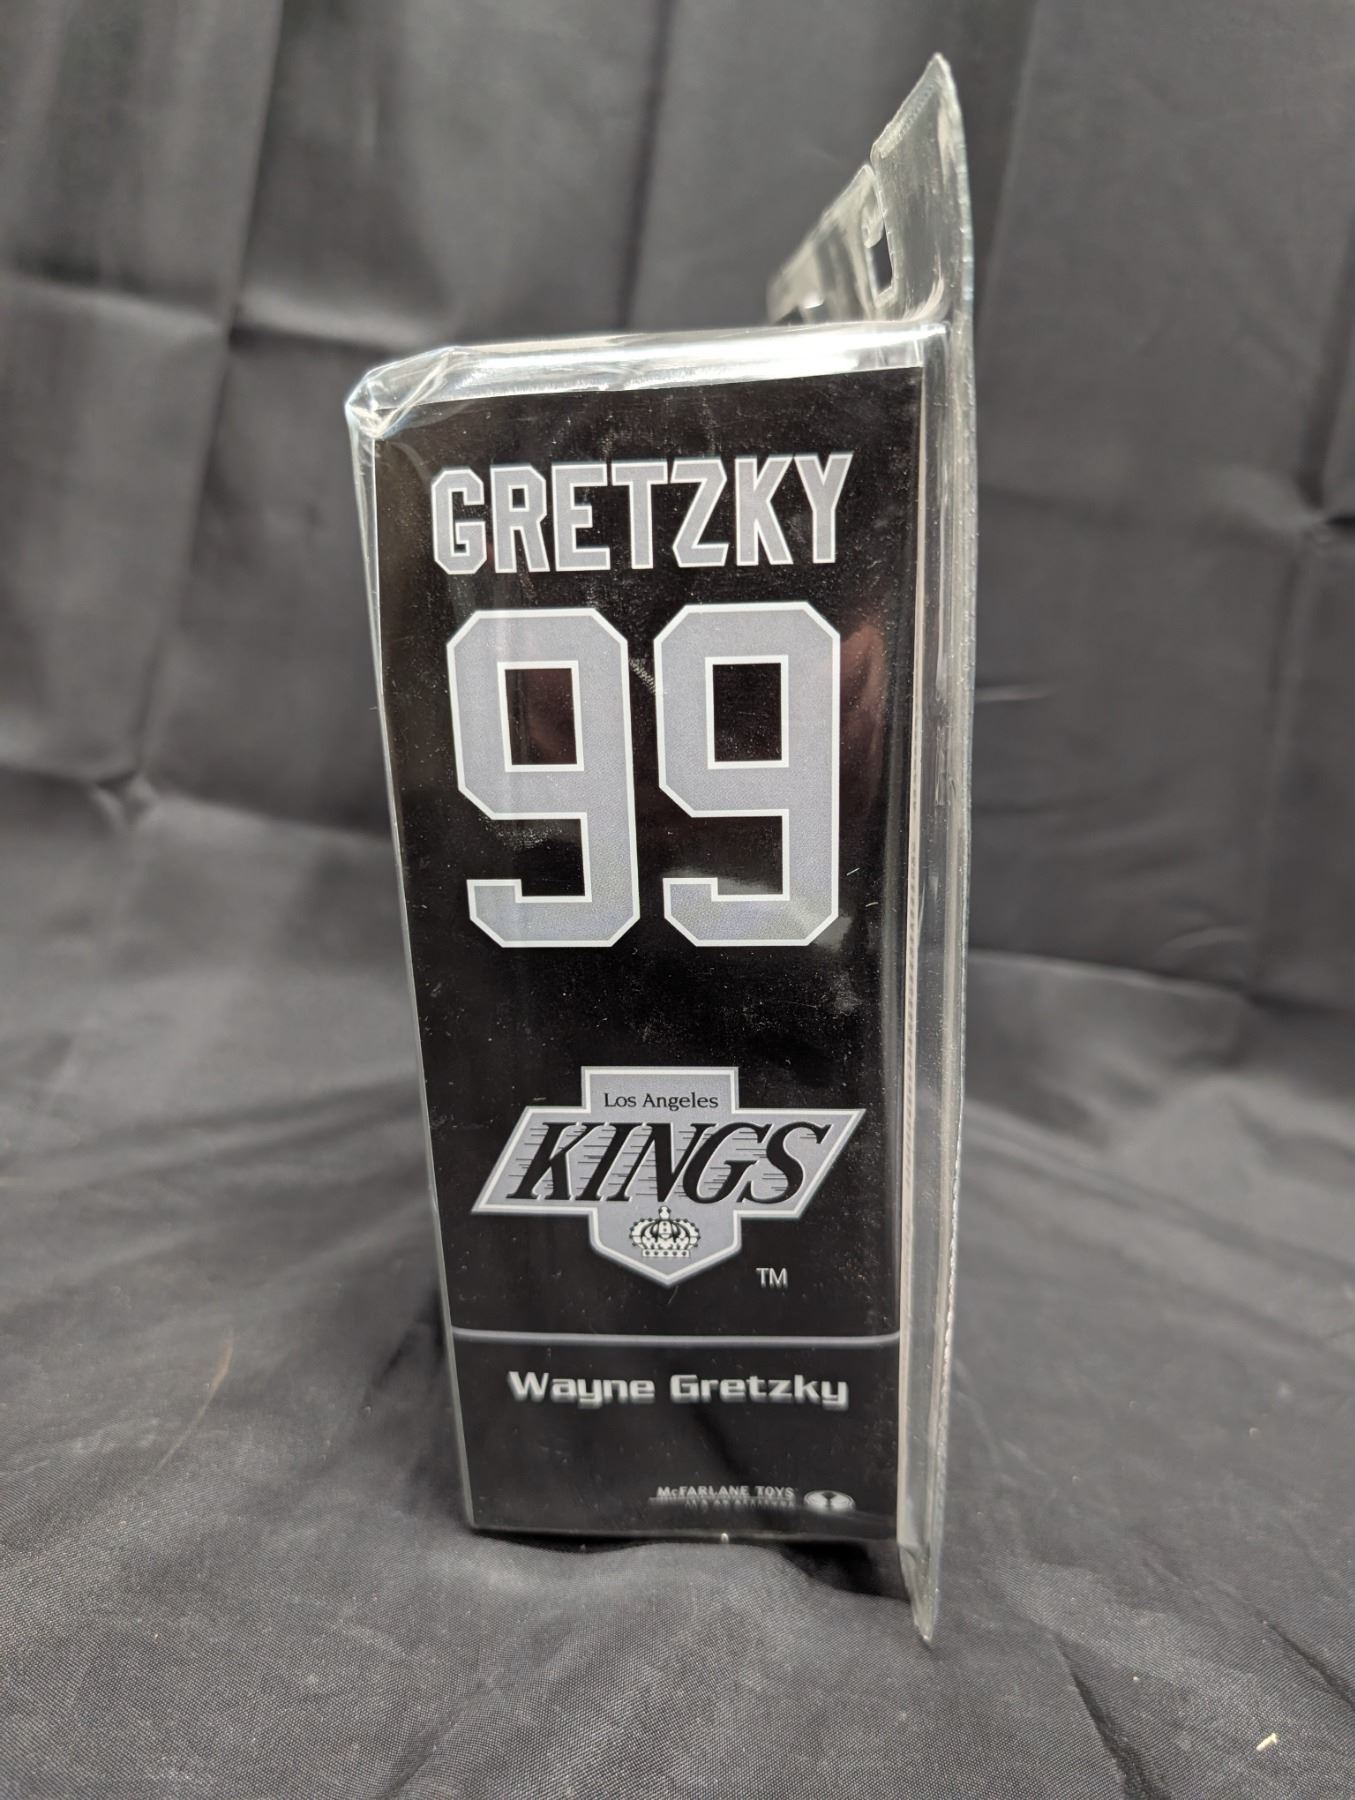 GRETZKY
99
Los Angeles
KINGS
TM
Wayne Gretzky
McFARLANE TOYS